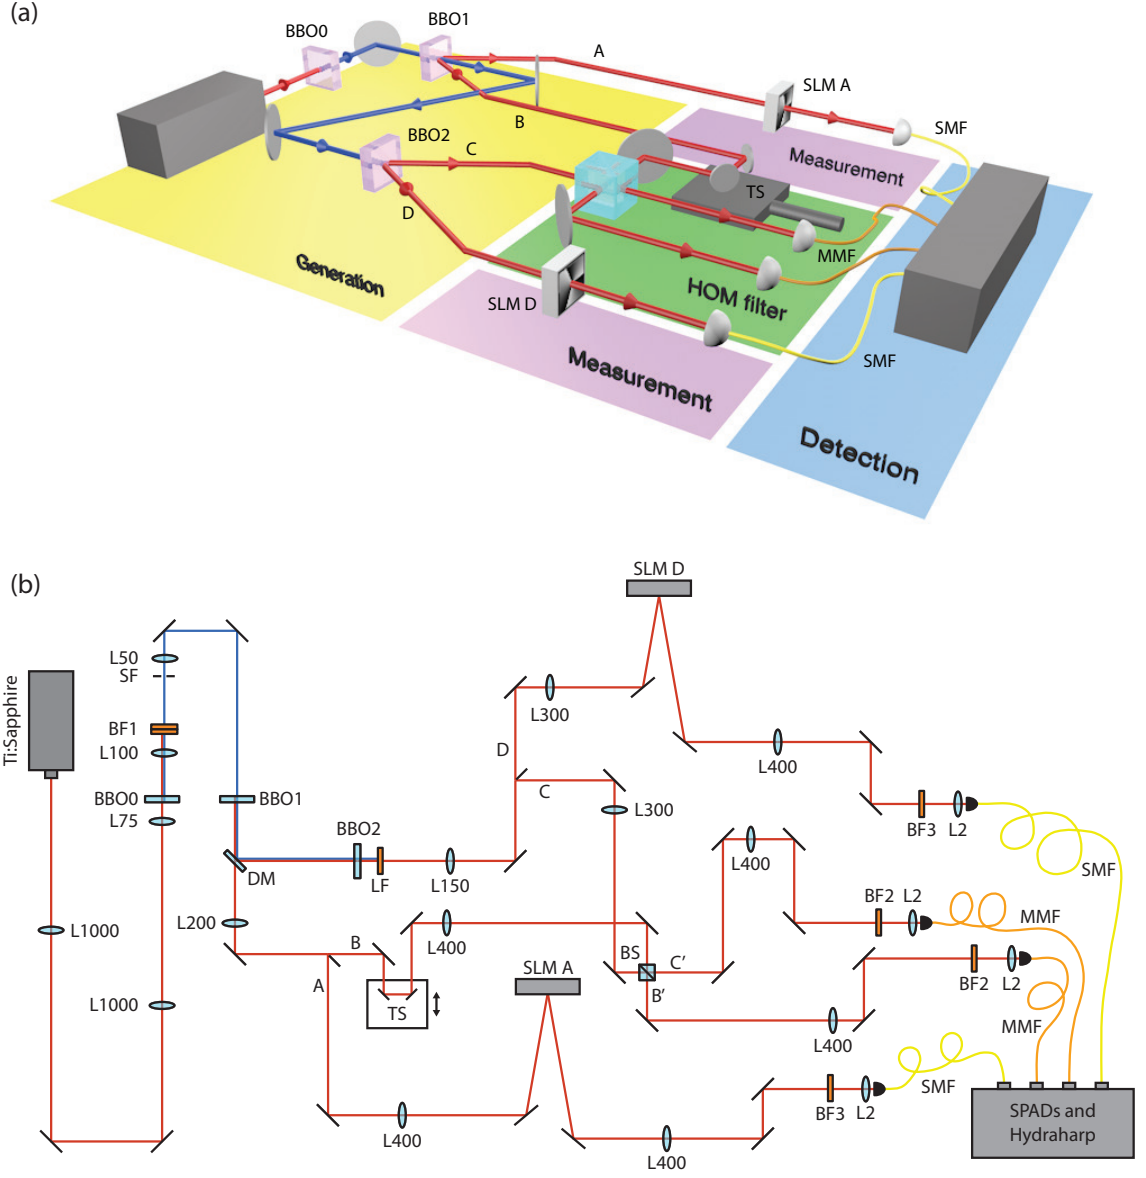 (a)
BBO0
BBO1
A
SLM A
SMF
B
BBO2
C
Measurement
TS
D
MMF
Generation
SLM D
HOM filter
SMF
Measurement
Detection
(b)
SLM D
L50
SF
Ti:Sapphire
BF1
L100
L300
D
L400
BBO0
BBO1
C
L75
L300
BF3
L2
BBO2
SMF
DM
LF
L150
L400
L200
L1000
BF2
L2
MMF
L400
B
BS
C'
SLM A
A
B'
BF2
L2
TS
L1000
MMF
L400
SMF
BF3
L2
SPADs and
Hydraharp
L400
L400